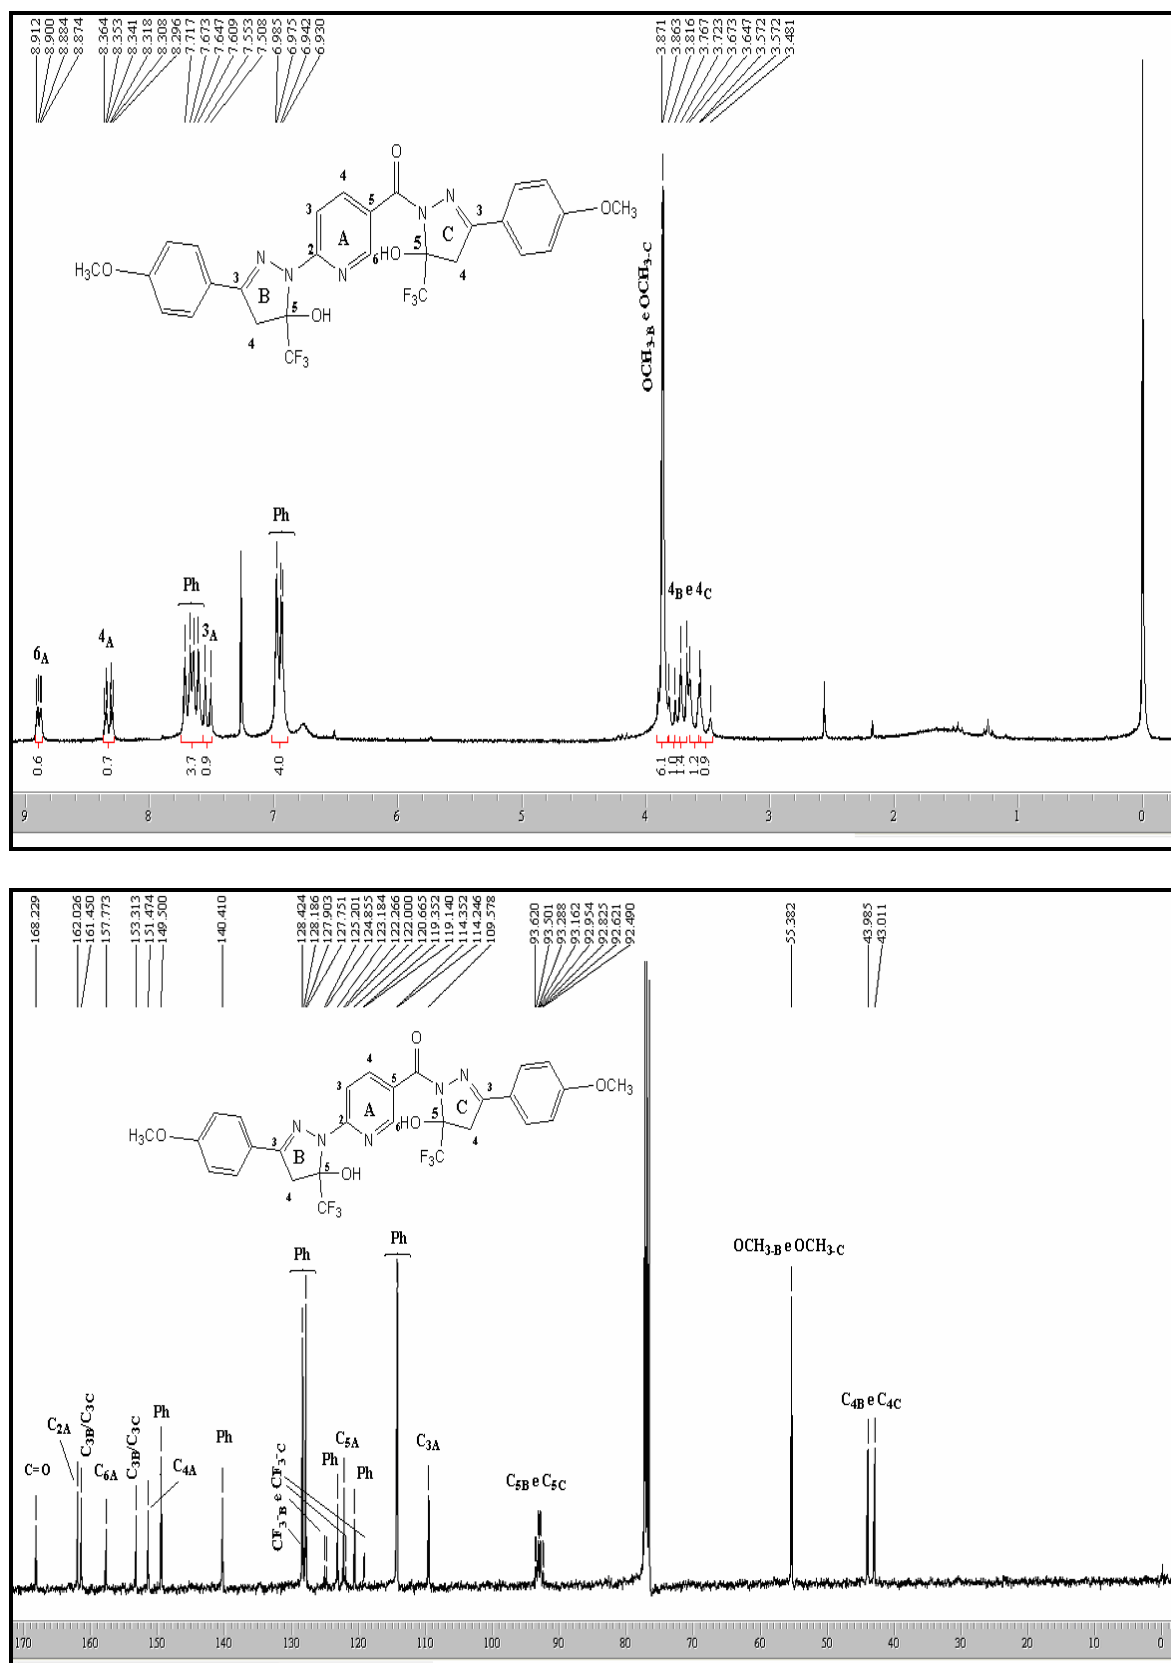 8.912 8.900 8.884 8.874 8.364 8.353 8.341 8.318 8.308 8.296 7.717 7.673 7.647 7.609 7.553 7.508 6.985 6.975 6.942 6.930 3.871 3.863 3.816 3.767 3.723 3.673 3.647 3.572 3.572 3.481
O
4
5
3
N
N
3
OCH₃
A
C
2
6
HO
5
N
N
N
4
H₃CO
3
B
5
OH
F₃C
4
CF₃
OCH₃-B e OCH₃-C
Ph
Ph
4B e 4C
6A
4A
3A
0.6 0.7 3.7 0.9 4.0 6.1 1.0 1.4 1.2 0.9
9 8 7 6 5 4 3 2 1 0
168.229 162.026 161.450 157.773 153.313 151.474 149.500 140.410 128.424 128.186 127.903 127.751 125.201 124.855 123.184 122.266 122.000 120.665 119.352 119.140 114.352 114.246 109.578 93.620 93.501 93.288 93.162 92.954 92.825 92.621 92.490 55.382 43.985 43.011
O
4
5
3
N
N
3
OCH₃
A
C
2
6
HO
5
N
N
N
4
H₃CO
3
B
5
OH
F₃C
4
CF₃
Ph
Ph
OCH₃-B e OCH₃-C
C4B e C4C
C2A
C3B/C3C
Ph
C=O
C6A
C3B/C3C
C4A
Ph
CF₃-B e CF₃-C
Ph
C5A
Ph
C3A
C5B e C5C
170 160 150 140 130 120 110 100 90 80 70 60 50 40 30 20 10 0